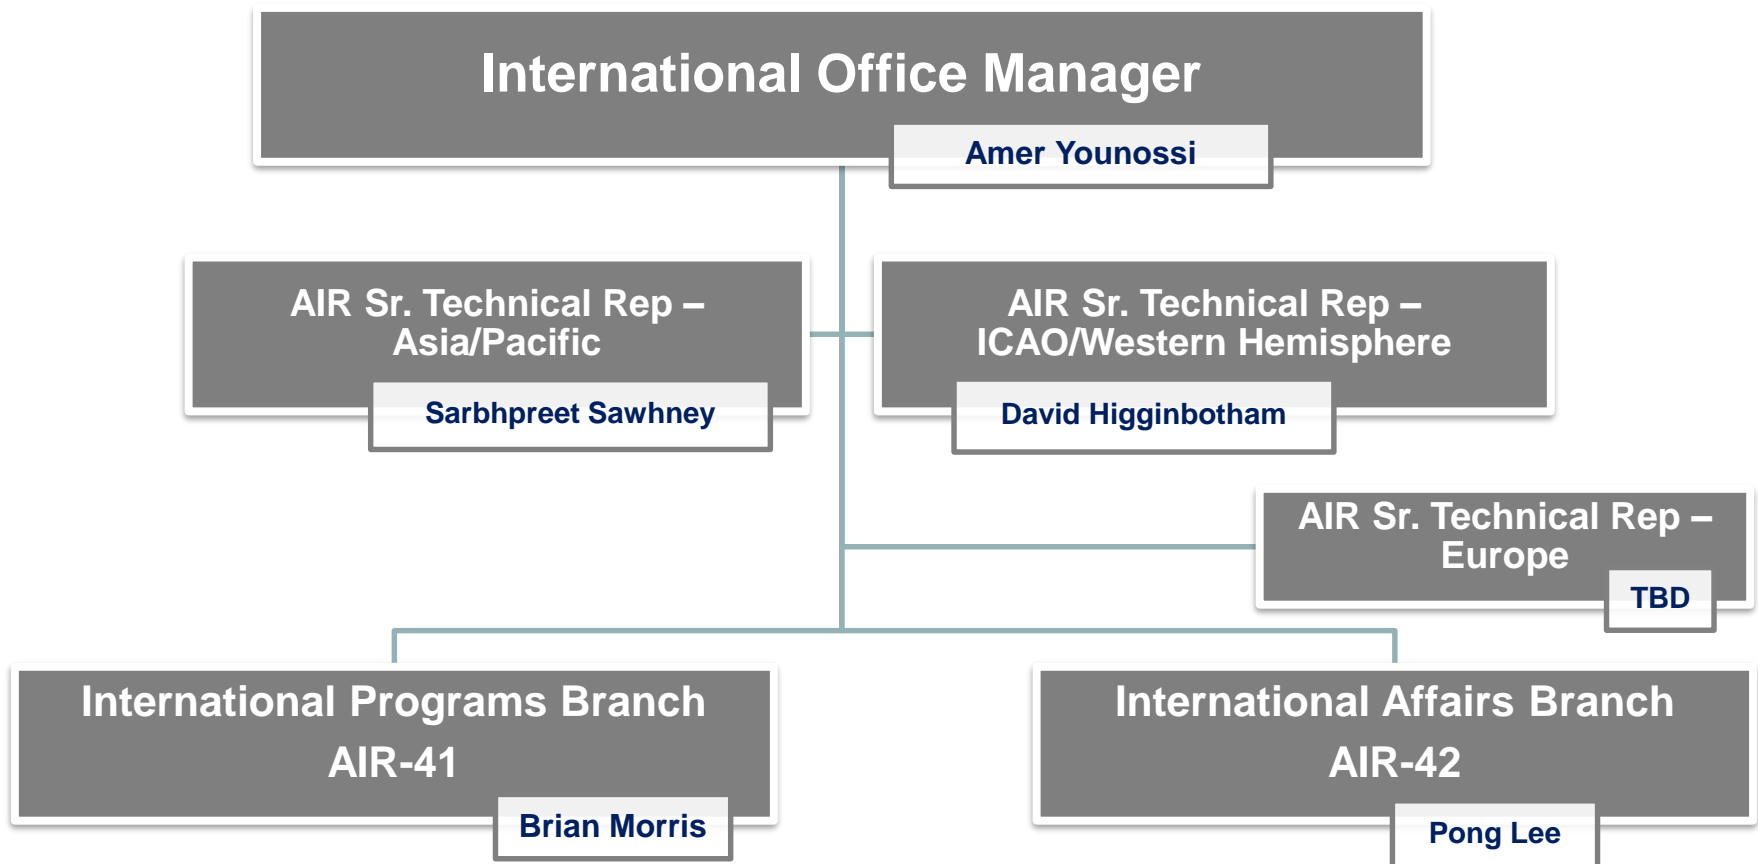 International Office Manager
Amer Younossi
AIR Sr. Technical Rep –
Asia/Pacific
Sarbhpreet Sawhney
AIR Sr. Technical Rep –
ICAO/Western Hemisphere
David Higginbotham
AIR Sr. Technical Rep –
Europe
TBD
International Programs Branch
AIR-41
Brian Morris
International Affairs Branch
AIR-42
Pong Lee